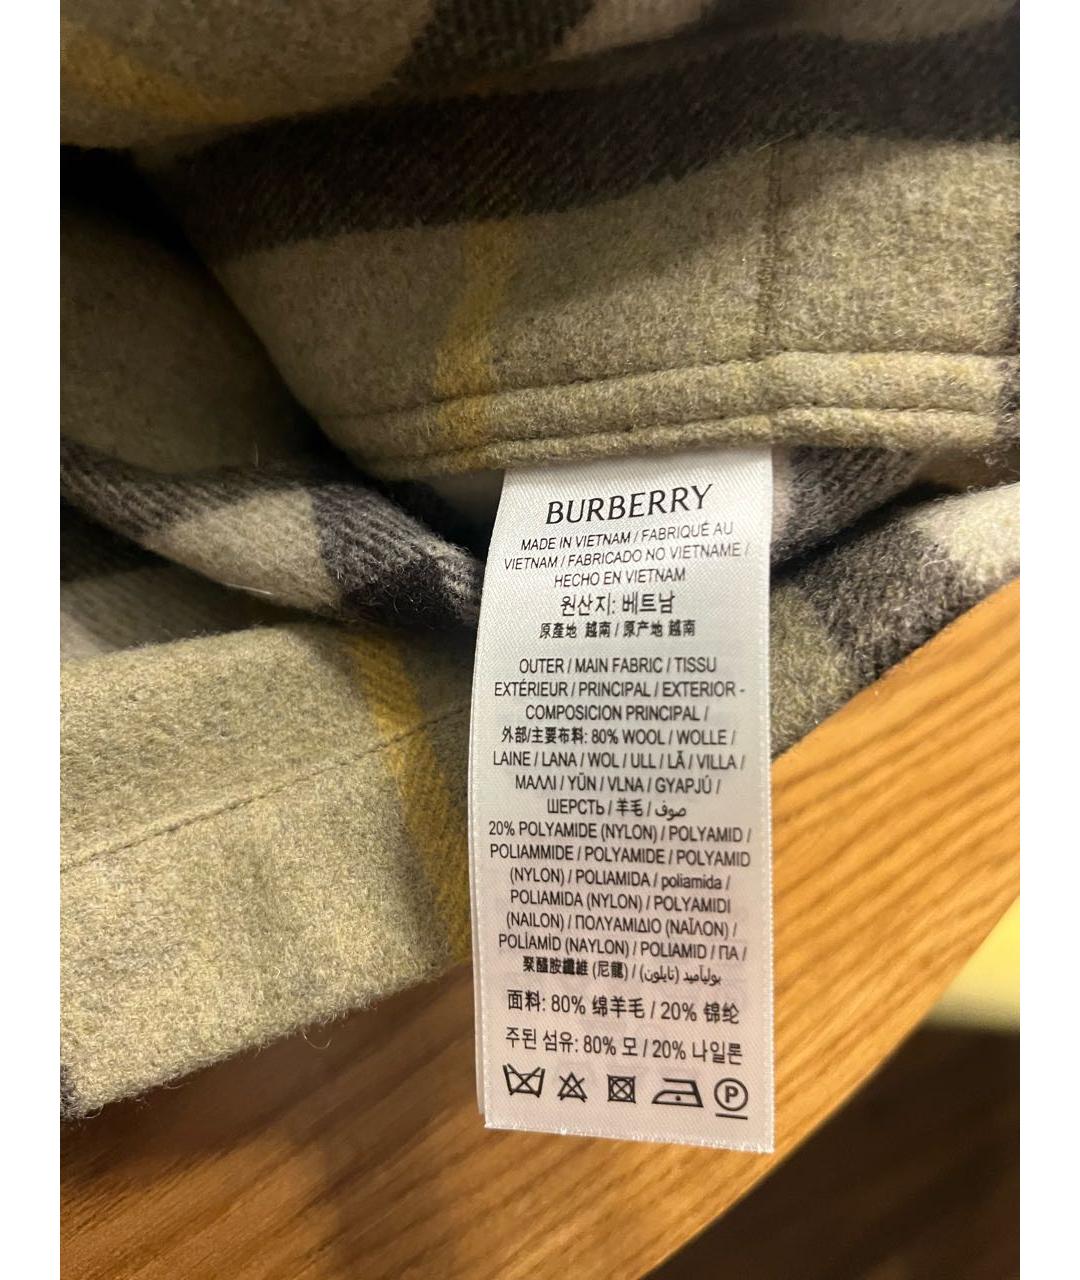 BURBERRY
MADE IN VIETNAM / FABRIQUÉ AU
VIETNAM / FABRICADO NO VIETNAME /
HECHO EN VIETNAM
원산지: 베트남
原產地 越南 / 原产地 越南
OUTER / MAIN FABRIC / TISSU
EXTÉRIEUR / PRINCIPAL / EXTERIOR -
COMPOSICION PRINCIPAL /
外部/主要布料: 80% WOOL / WOLLE /
LAINE / LANA / WOL / ULL / LÃ / VILLA /
ΜΑΛΛΙ / YÜN / VLNA / GYAPJÚ /
ШЕРСТЬ / 羊毛 / صوف
20% POLYAMIDE (NYLON) / POLYAMID /
POLIAMMIDE / POLYAMIDE / POLYAMID
(NYLON) / POLIAMIDA / poliamida /
POLIAMIDA (NYLON) / POLYAMIDI
(NAILON) / ΠΟΛΥΑΜΙΔΙΟ (ΝΑΪΛΟΝ) /
POLİAMİD (NAYLON) / POLIAMID / ПА /
聚醯胺纖維 (尼龍) / بولياميد (نايلون)
面料: 80% 绵羊毛 / 20% 锦纶
주된 섬유: 80% 모 / 20% 나일론
P